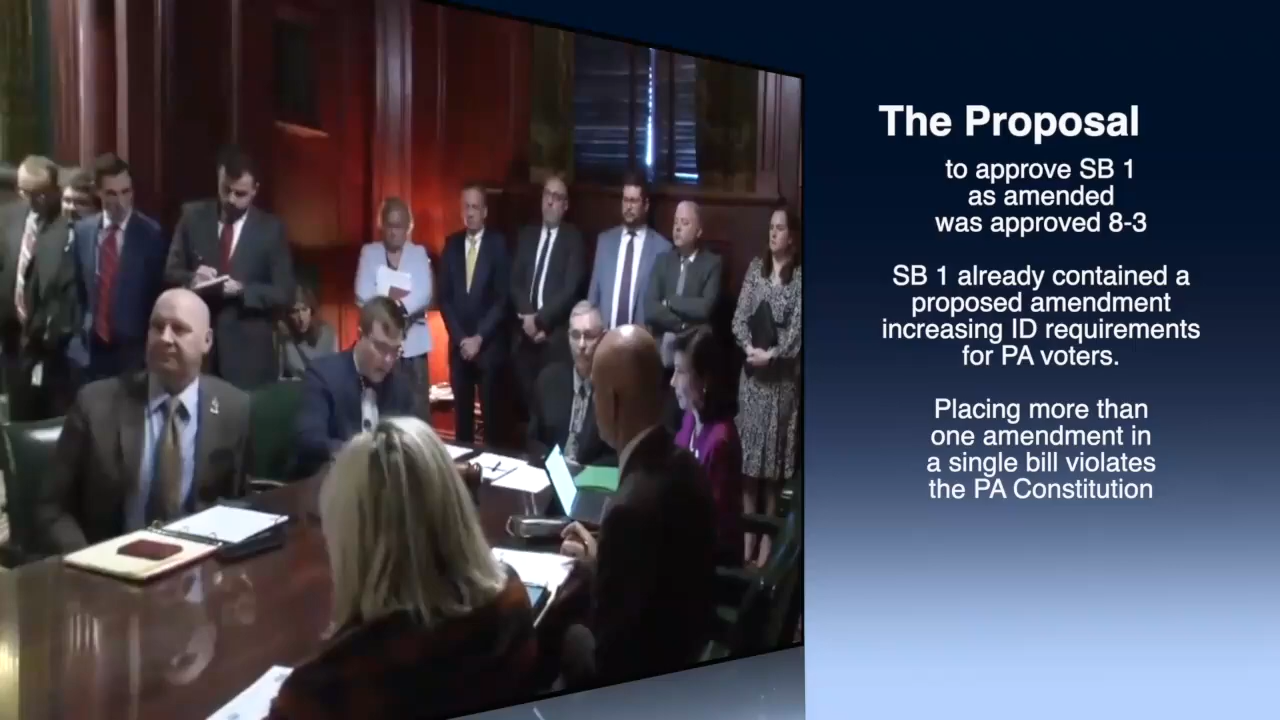 The Proposal
to approve SB 1
as amended
was approved 8-3
SB 1 already contained a
proposed amendment
increasing ID requirements
for PA voters.
Placing more than
one amendment in
a single bill violates
the PA Constitution